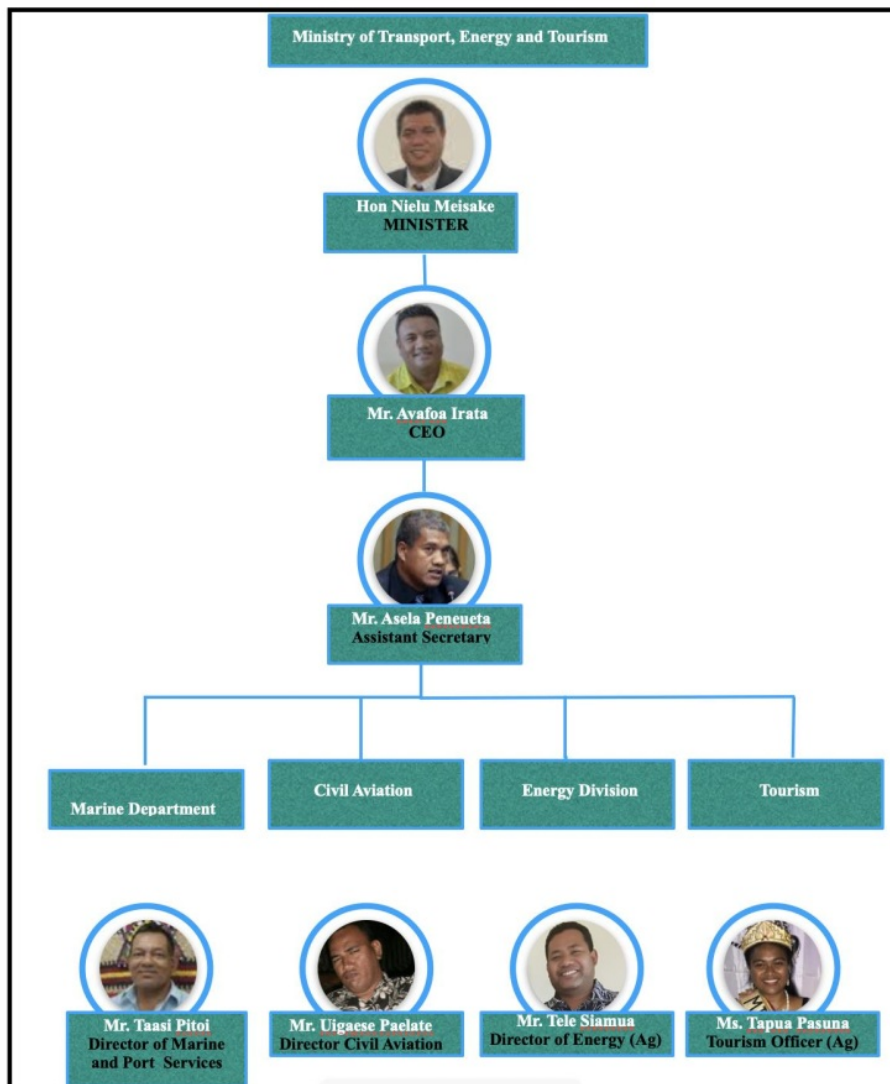 Ministry of Transport, Energy and Tourism
Hon Nielu Meisake
MINISTER
Mr. Avafoa Irata
CEO
Mr. Asela Peneueta
Assistant Secretary
Marine Department
Civil Aviation
Energy Division
Tourism
Mr. Taasi Pitoi
Director of Marine
and Port Services
Mr. Uigaese Paelate
Director Civil Aviation
Mr. Tele Siamua
Director of Energy (Ag)
Ms. Tapua Pasuna
Tourism Officer (Ag)